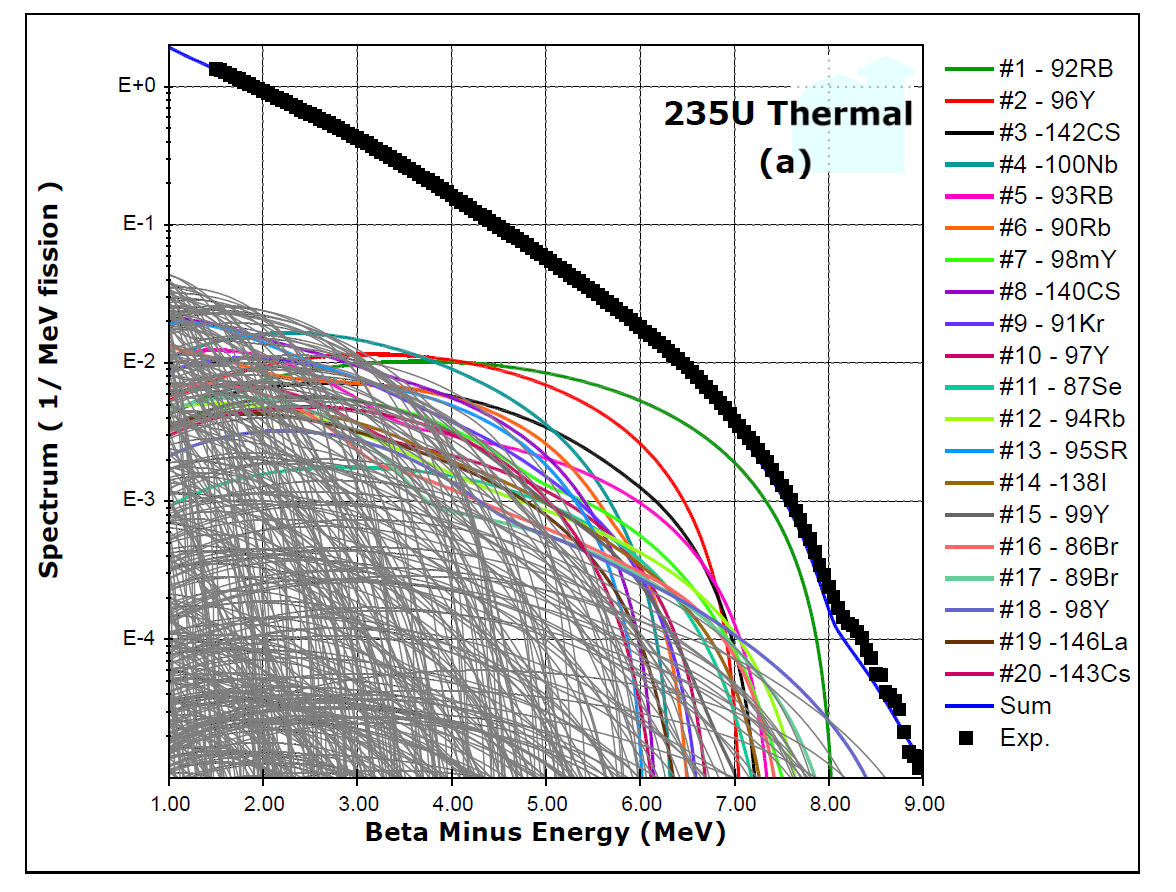 235U Thermal
(a)
E+0
E-1
E-2
E-3
E-4
Spectrum ( 1 / MeV fission )
1.00 2.00 3.00 4.00 5.00 6.00 7.00 8.00 9.00
Beta Minus Energy (MeV)
#1 - 92RB
#2 - 96Y
#3 -142CS
#4 -100Nb
#5 - 93RB
#6 - 90Rb
#7 - 98mY
#8 -140CS
#9 - 91Kr
#10 - 97Y
#11 - 87Se
#12 - 94Rb
#13 - 95SR
#14 -138I
#15 - 99Y
#16 - 86Br
#17 - 89Br
#18 - 98Y
#19 -146La
#20 -143Cs
Sum
Exp.